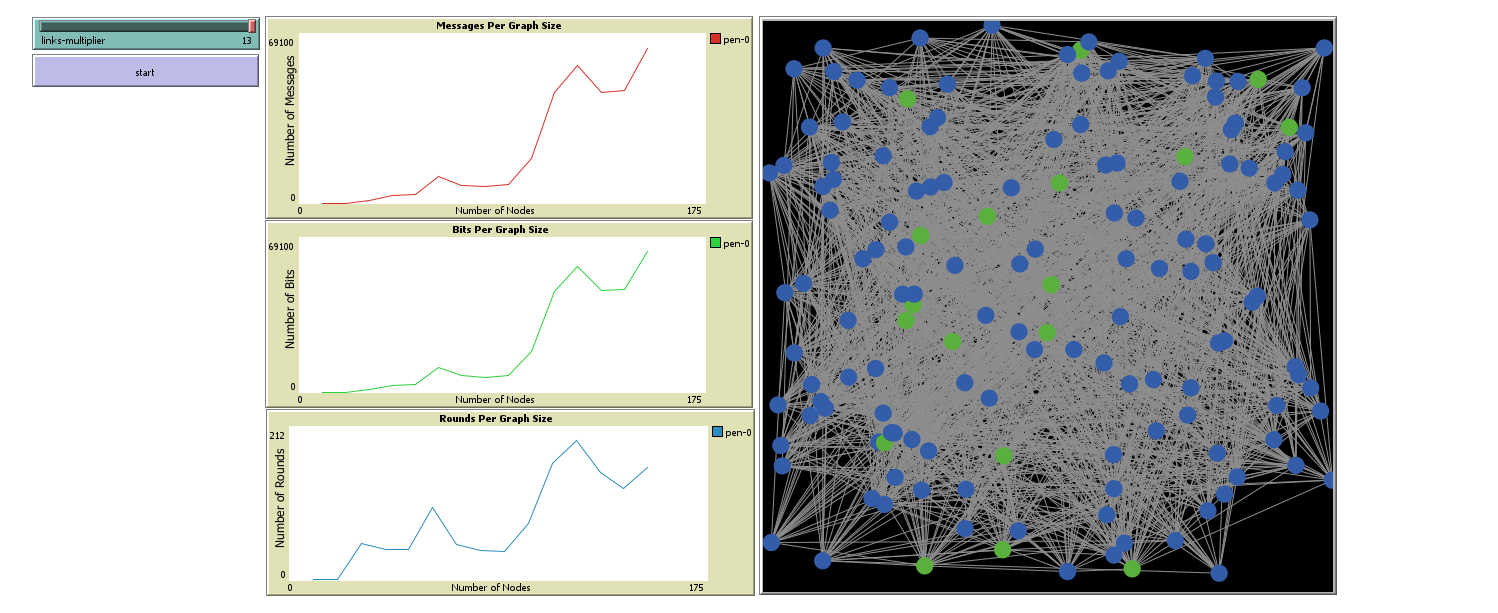 links-multiplier 13
start
Messages Per Graph Size
69100
Number of Messages
0
0 Number of Nodes 175
pen-0
Bits Per Graph Size
69100
Number of Bits
0
0 Number of Nodes 175
pen-0
Rounds Per Graph Size
212
Number of Rounds
0
0 Number of Nodes 175
pen-0